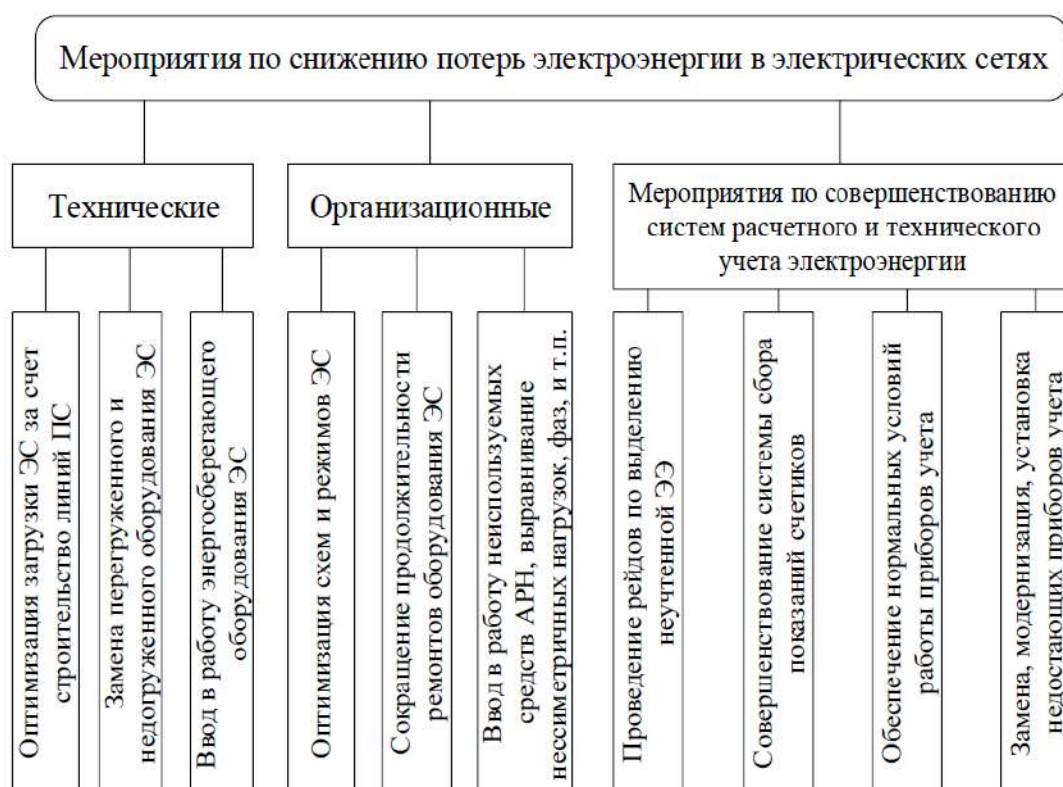 Мероприятия по снижению потерь электроэнергии в электрических сетях
Технические
Организационные
Мероприятия по совершенствованию
систем расчетного и технического
учета электроэнергии
Оптимизация загрузки ЭС за счет
строительство линий ПС
Замена перегруженного и
недогруженного оборудования ЭС
Ввод в работу энергосберегающего
оборудования ЭС
Оптимизация схем и режимов ЭС
Сокращение продолжительности
ремонтов оборудования ЭС
Ввод в работу неиспользуемых
средств АРН, выравнивание
нессиметричных нагрузок, фаз, и т.п.
Проведение рейдов по выделению
неучтенной ЭЭ
Совершенствование системы сбора
показаний счетиков
Обеспечение нормальных условий
работы приборов учета
Замена, модернизация, установка
недостающих приборов учета